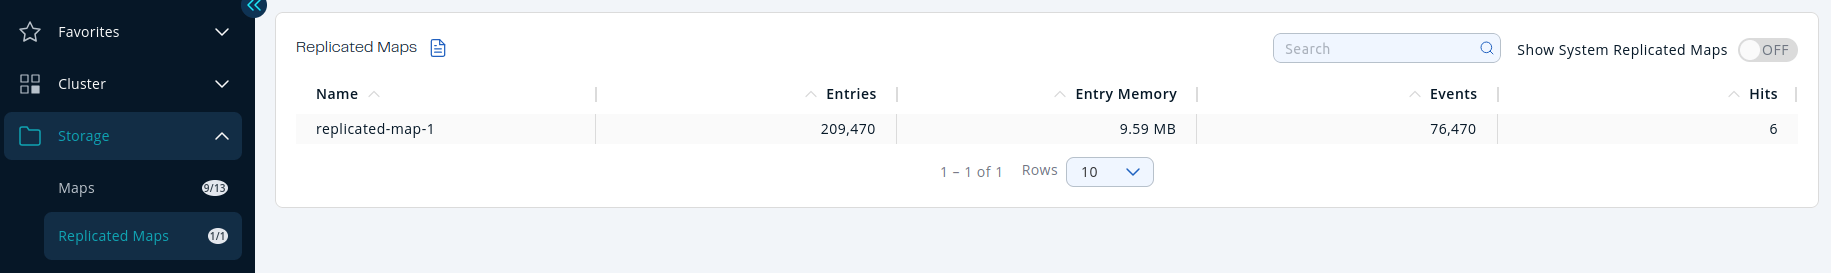 Favorites
Cluster
Storage
Maps 9/13
Replicated Maps 1/1
Replicated Maps
Search
Show System Replicated Maps OFF
Name Entries Entry Memory Events Hits
replicated-map-1 209,470 9.59 MB 76,470 6
1 – 1 of 1 Rows 10